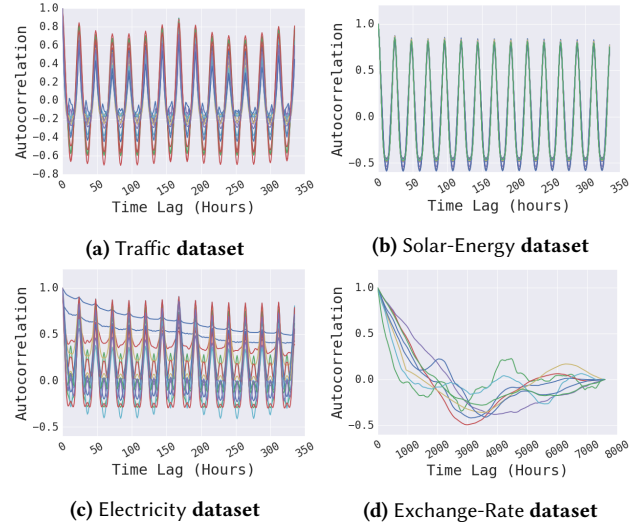 1.0
0.8
0.6
0.4
0.2
0.0
−0.2
−0.4
−0.6
−0.8
Autocorrelation
0 50 100 150 200 250 300 350
Time Lag (Hours)
(a) Traffic dataset
1.0
0.5
0.0
−0.5
Autocorrelation
0 50 100 150 200 250 300 350
Time Lag (hours)
(b) Solar-Energy dataset
1.0
0.5
0.0
−0.5
Autocorrelation
0 50 100 150 200 250 300 350
Time Lag (Hours)
(c) Electricity dataset
1.0
0.5
0.0
−0.5
Autocorrelation
0 1000 2000 3000 4000 5000 6000 7000 8000
Time Lag (Hours)
(d) Exchange-Rate dataset